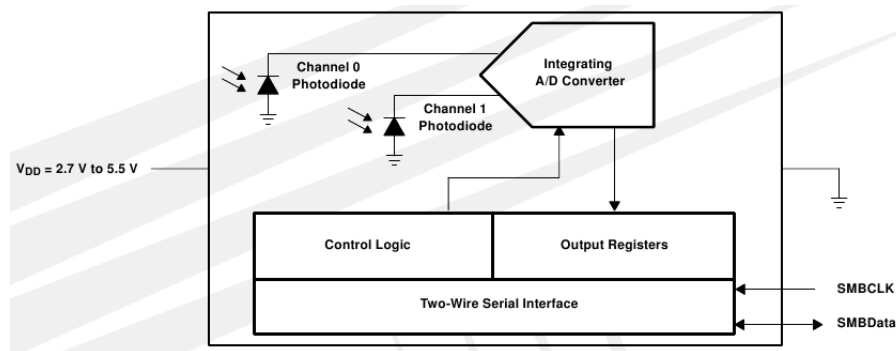 Channel 0
Photodiode
Integrating
A/D Converter
Channel 1
Photodiode
VDD = 2.7 V to 5.5 V
Control Logic
Output Registers
Two-Wire Serial Interface
SMBCLK
SMBData